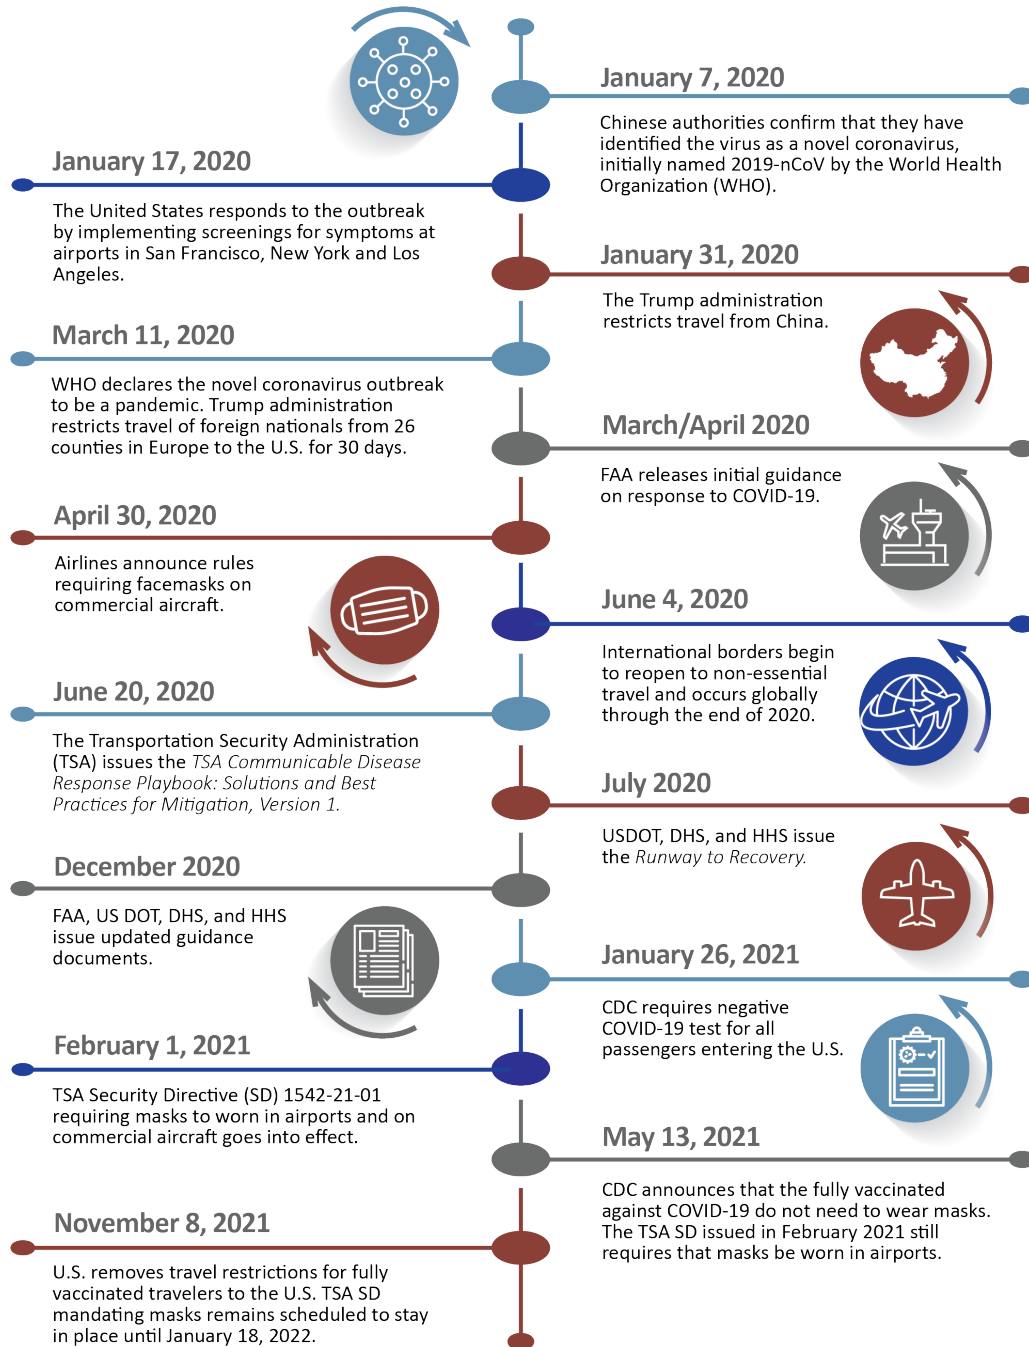 January 7, 2020
Chinese authorities confirm that they have
identified the virus as a novel coronavirus,
initially named 2019-nCoV by the World Health
Organization (WHO).
January 17, 2020
The United States responds to the outbreak
by implementing screenings for symptoms at
airports in San Francisco, New York and Los
Angeles.
January 31, 2020
The Trump administration
restricts travel from China.
March 11, 2020
WHO declares the novel coronavirus outbreak
to be a pandemic. Trump administration
restricts travel of foreign nationals from 26
counties in Europe to the U.S. for 30 days.
March/April 2020
FAA releases initial guidance
on response to COVID-19.
April 30, 2020
Airlines announce rules
requiring facemasks on
commercial aircraft.
June 4, 2020
International borders begin
to reopen to non-essential
travel and occurs globally
through the end of 2020.
June 20, 2020
The Transportation Security Administration
(TSA) issues the TSA Communicable Disease
Response Playbook: Solutions and Best
Practices for Mitigation, Version 1.
July 2020
USDOT, DHS, and HHS issue
the Runway to Recovery.
December 2020
FAA, US DOT, DHS, and HHS
issue updated guidance
documents.
January 26, 2021
CDC requires negative
COVID-19 test for all
passengers entering the U.S.
February 1, 2021
TSA Security Directive (SD) 1542-21-01
requiring masks to worn in airports and on
commercial aircraft goes into effect.
May 13, 2021
CDC announces that the fully vaccinated
against COVID-19 do not need to wear masks.
The TSA SD issued in February 2021 still
requires that masks be worn in airports.
November 8, 2021
U.S. removes travel restrictions for fully
vaccinated travelers to the U.S. TSA SD
mandating masks remains scheduled to stay
in place until January 18, 2022.